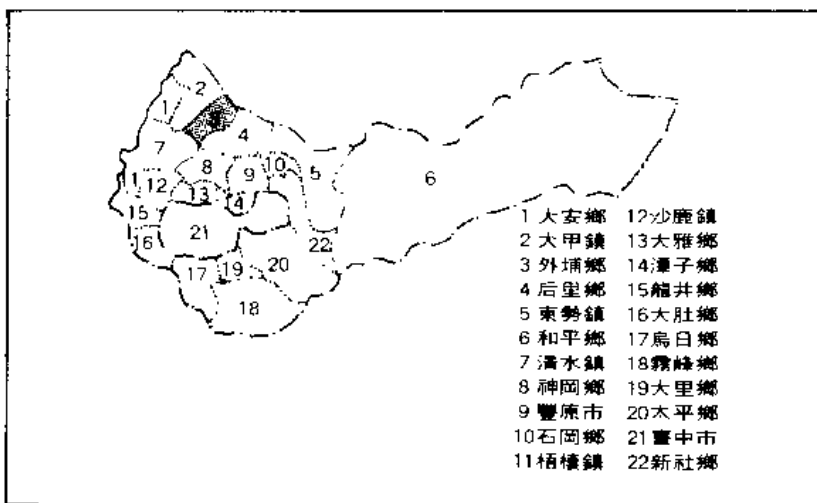 2
1
4
7
8
9
10
5
6
1
12
13
4
15
21
16
22
20
17
19
18
1 大安鄉 12沙鹿鎮
2 大甲鎮 13大雅鄉
3 外埔鄉 14潭子鄉
4 后里鄉 15龍井鄉
5 東勢鎮 16大肚鄉
6 和平鄉 17烏日鄉
7 清水鎮 18霧峰鄉
8 神岡鄉 19大里鄉
9 豐原市 20太平鄉
10石岡鄉 21臺中市
11梧棲鎮 22新社鄉